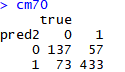 > cm70
true
pred2 0 1
0 137 57
1 73 433